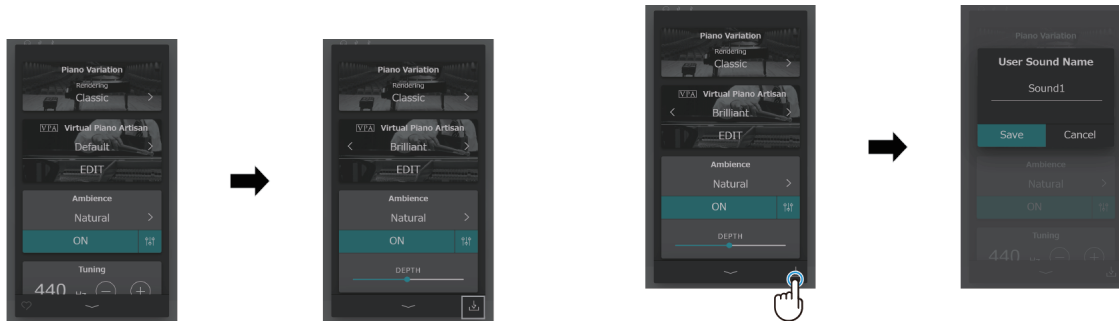 Piano Variation
Rendering
Classic
VPA Virtual Piano Artisan
Default
EDIT
Ambience
Natural
ON
Tuning
440 Hz
Piano Variation
Rendering
Classic
VPA Virtual Piano Artisan
Brilliant
EDIT
Ambience
Natural
ON
DEPTH
Piano Variation
Rendering
Classic
VPA Virtual Piano Artisan
Brilliant
EDIT
Ambience
Natural
ON
DEPTH
Piano Variation
User Sound Name
Sound1
Save Cancel
Ambience
Natural
ON
Tuning
440 Hz